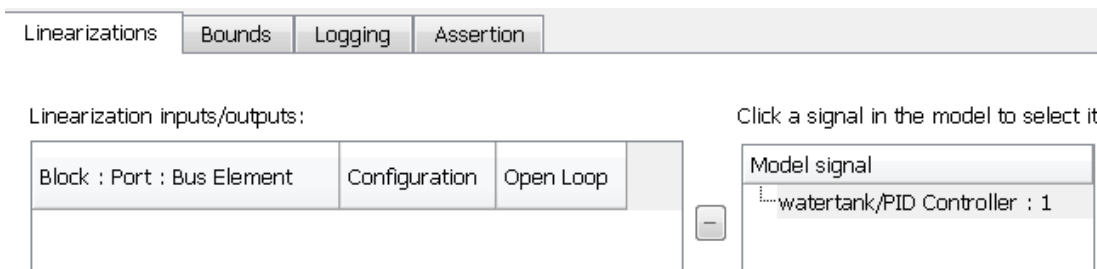 Linearizations Bounds Logging Assertion
Linearization inputs/outputs: Click a signal in the model to select it
Block : Port : Bus Element Configuration Open Loop Model signal
watertank/PID Controller : 1